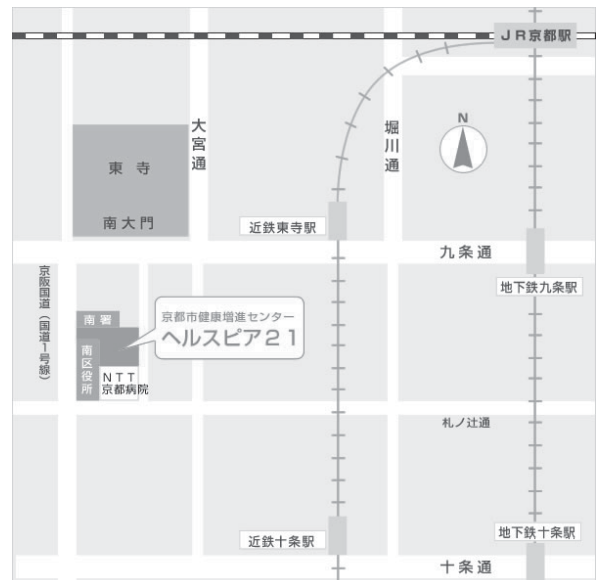 JR京都駅
大宮通
堀川通
N
東寺
南大門
近鉄東寺駅
九条通
地下鉄九条駅
京阪国道(国道1号線)
南署
京都市健康増進センター
ヘルスピア21
南区役所
NTT
京都病院
札ノ辻通
近鉄十条駅
地下鉄十条駅
十条通